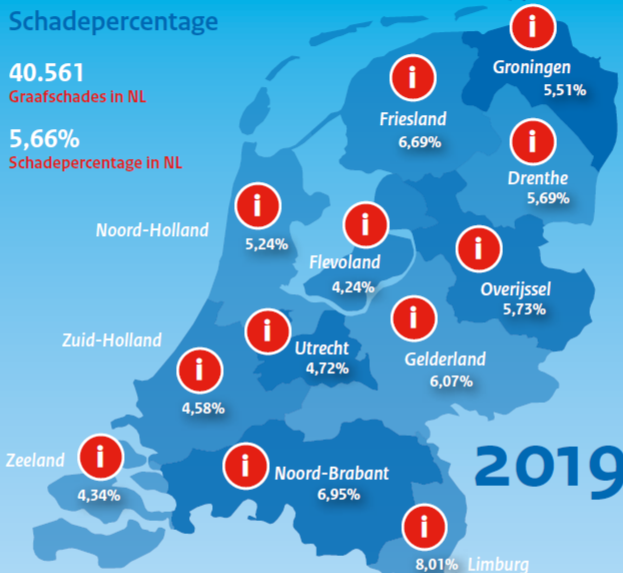 Schadepercentage
40.561
Graafschades in NL
5,66%
Schadepercentage in NL
i
Groningen
5,51%
i
Friesland
6,69%
i
Drenthe
5,69%
i
Noord-Holland
5,24%
i
Flevoland
4,24%
i
Overijssel
5,73%
i
Zuid-Holland
4,58%
i
Utrecht
4,72%
i
Gelderland
6,07%
i
Zeeland
4,34%
i
Noord-Brabant
6,95%
2019
i
8,01% Limburg